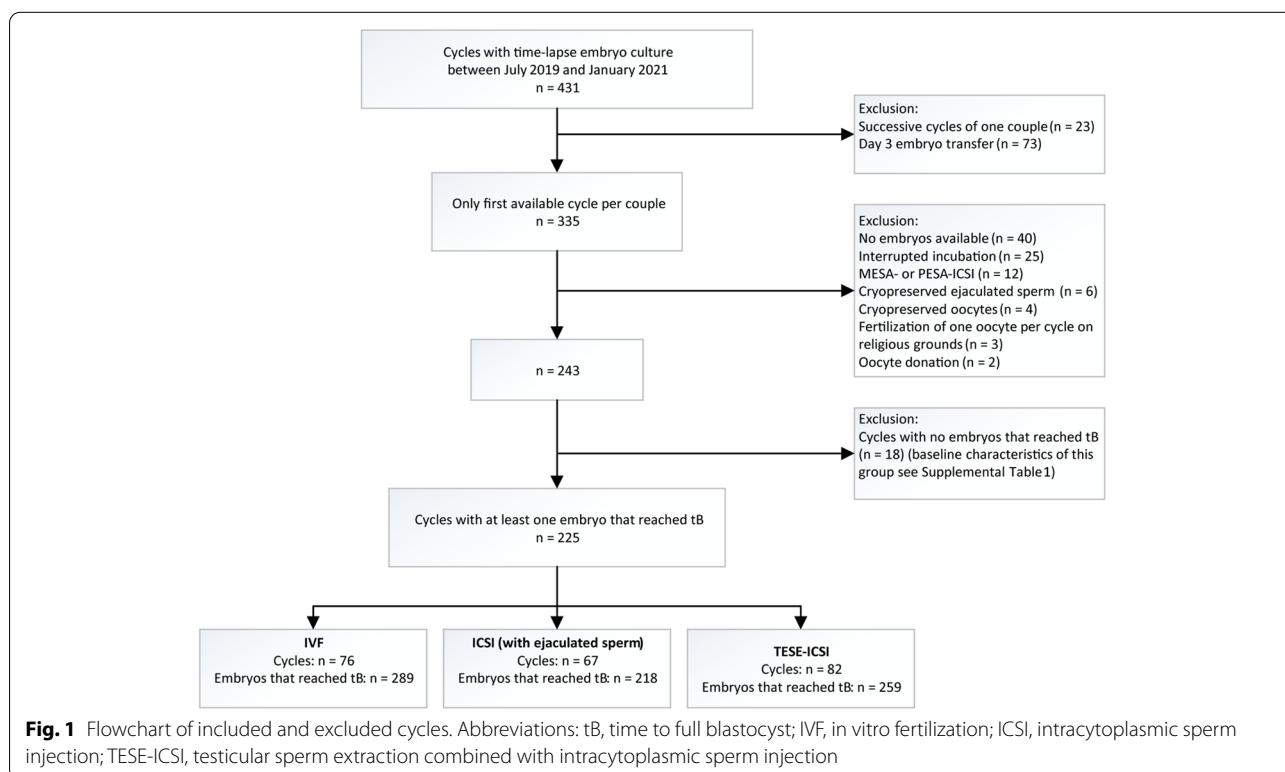 Cycles with time-lapse embryo culture
between July 2019 and January 2021
n = 431
Exclusion:
Successive cycles of one couple (n = 23)
Day 3 embryo transfer (n = 73)
Only first available cycle per couple
n = 335
Exclusion:
No embryos available (n = 40)
Interrupted incubation (n = 25)
MESA- or PESA-ICSI (n = 12)
Cryopreserved ejaculated sperm (n = 6)
Cryopreserved oocytes (n = 4)
Fertilization of one oocyte per cycle on
religious grounds (n = 3)
Oocyte donation (n = 2)
n = 243
Exclusion:
Cycles with no embryos that reached tB
(n = 18) (baseline characteristics of this
group see Supplemental Table 1)
Cycles with at least one embryo that reached tB
n = 225
IVF
Cycles: n = 76
Embryos that reached tB: n = 289
ICSI (with ejaculated sperm)
Cycles: n = 67
Embryos that reached tB: n = 218
TESE-ICSI
Cycles: n = 82
Embryos that reached tB: n = 259
Fig. 1 Flowchart of included and excluded cycles. Abbreviations: tB, time to full blastocyst; IVF, in vitro fertilization; ICSI, intracytoplasmic sperm
injection; TESE-ICSI, testicular sperm extraction combined with intracytoplasmic sperm injection